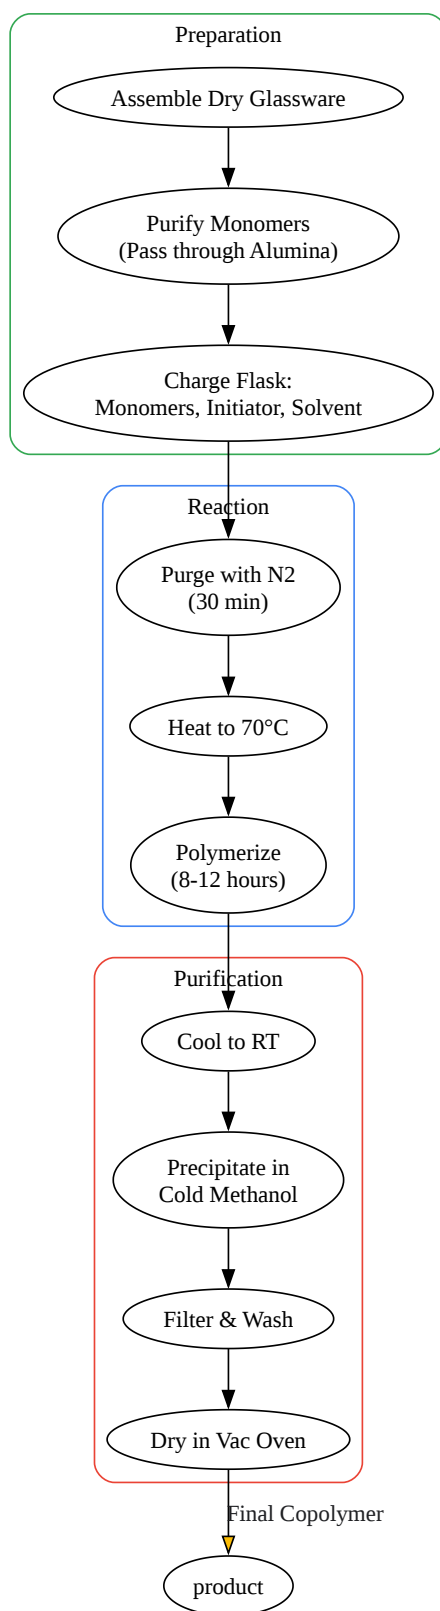 Preparation
Assemble Dry Glassware
Purify Monomers
(Pass through Alumina)
Charge Flask:
Monomers, Initiator, Solvent
Reaction
Purge with N2
(30 min)
Heat to 70°C
Polymerize
(8-12 hours)
Purification
Cool to RT
Precipitate in
Cold Methanol
Filter & Wash
Dry in Vac Oven
Final Copolymer
product